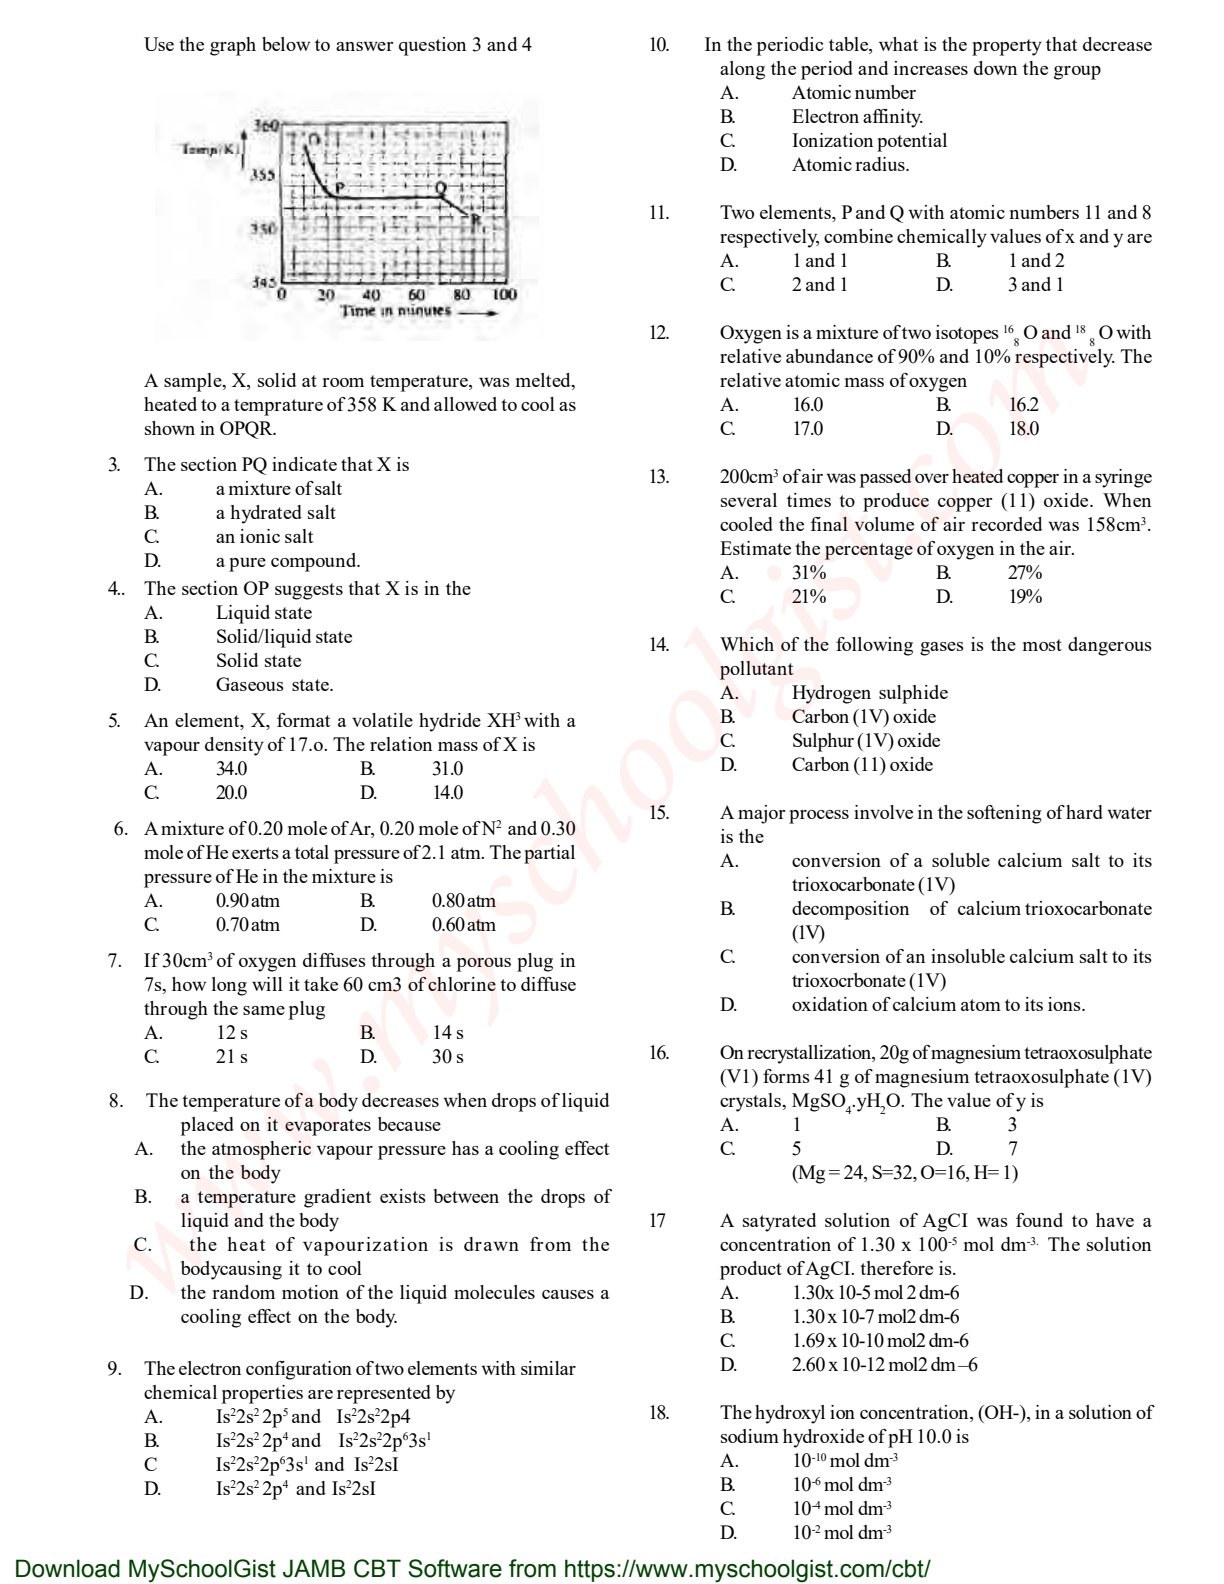 Use the graph below to answer question 3 and 4
360
Temp(K)
O
355
P
Q
R
350
345
0 20 40 60 80 100
Time in minutes
A sample, X, solid at room temperature, was melted,
heated to a temprature of 358 K and allowed to cool as
shown in OPQR.
3. The section PQ indicate that X is
A. a mixture of salt
B. a hydrated salt
C. an ionic salt
D. a pure compound.
4.. The section OP suggests that X is in the
A. Liquid state
B. Solid/liquid state
C. Solid state
D. Gaseous state.
5. An element, X, format a volatile hydride XH³ with a
vapour density of 17.o. The relation mass of X is
A. 34.0 B. 31.0
C. 20.0 D. 14.0
6. A mixture of 0.20 mole of Ar, 0.20 mole of N² and 0.30
mole of He exerts a total pressure of 2.1 atm. The partial
pressure of He in the mixture is
A. 0.90 atm B. 0.80 atm
C. 0.70 atm D. 0.60 atm
7. If 30cm³ of oxygen diffuses through a porous plug in
7s, how long will it take 60 cm3 of chlorine to diffuse
through the same plug
A. 12 s B. 14 s
C. 21 s D. 30 s
8. The temperature of a body decreases when drops of liquid
placed on it evaporates because
A. the atmospheric vapour pressure has a cooling effect
on the body
B. a temperature gradient exists between the drops of
liquid and the body
C. the heat of vapourization is drawn from the
bodycausing it to cool
D. the random motion of the liquid molecules causes a
cooling effect on the body.
9. The electron configuration of two elements with similar
chemical properties are represented by
A. Is²2s² 2p⁵ and Is²2s²2p4
B. Is²2s² 2p⁴ and Is²2s²2p⁶3s¹
C Is²2s²2p⁶3s¹ and Is²2sI
D. Is²2s² 2p⁴ and Is²2sI
10. In the periodic table, what is the property that decrease
along the period and increases down the group
A. Atomic number
B. Electron affinity.
C. Ionization potential
D. Atomic radius.
11. Two elements, P and Q with atomic numbers 11 and 8
respectively, combine chemically values of x and y are
A. 1 and 1 B. 1 and 2
C. 2 and 1 D. 3 and 1
12. Oxygen is a mixture of two isotopes ¹⁶₈O and ¹⁸₈O with
relative abundance of 90% and 10% respectively. The
relative atomic mass of oxygen
A. 16.0 B. 16.2
C. 17.0 D. 18.0
13. 200cm³ of air was passed over heated copper in a syringe
several times to produce copper (11) oxide. When
cooled the final volume of air recorded was 158cm³.
Estimate the percentage of oxygen in the air.
A. 31% B. 27%
C. 21% D. 19%
14. Which of the following gases is the most dangerous
pollutant
A. Hydrogen sulphide
B. Carbon (1V) oxide
C. Sulphur (1V) oxide
D. Carbon (11) oxide
15. A major process involve in the softening of hard water
is the
A. conversion of a soluble calcium salt to its
trioxocarbonate (1V)
B. decomposition of calcium trioxocarbonate
(1V)
C. conversion of an insoluble calcium salt to its
trioxocrbonate (1V)
D. oxidation of calcium atom to its ions.
16. On recrystallization, 20g of magnesium tetraoxosulphate
(V1) forms 41 g of magnesium tetraoxosulphate (1V)
crystals, MgSO₄.yH₂O. The value of y is
A. 1 B. 3
C. 5 D. 7
(Mg = 24, S=32, O=16, H= 1)
17 A satyrated solution of AgCI was found to have a
concentration of 1.30 x 100⁻⁵ mol dm⁻³· The solution
product of AgCI. therefore is.
A. 1.30x 10-5 mol 2 dm-6
B. 1.30 x 10-7 mol2 dm-6
C. 1.69 x 10-10 mol2 dm-6
D. 2.60 x 10-12 mol2 dm –6
18. The hydroxyl ion concentration, (OH-), in a solution of
sodium hydroxide of pH 10.0 is
A. 10⁻¹⁰ mol dm⁻³
B. 10⁻⁶ mol dm⁻³
C. 10⁻⁴ mol dm⁻³
D. 10⁻² mol dm⁻³
www.myschoolgist.com
Download MySchoolGist JAMB CBT Software from https://www.myschoolgist.com/cbt/